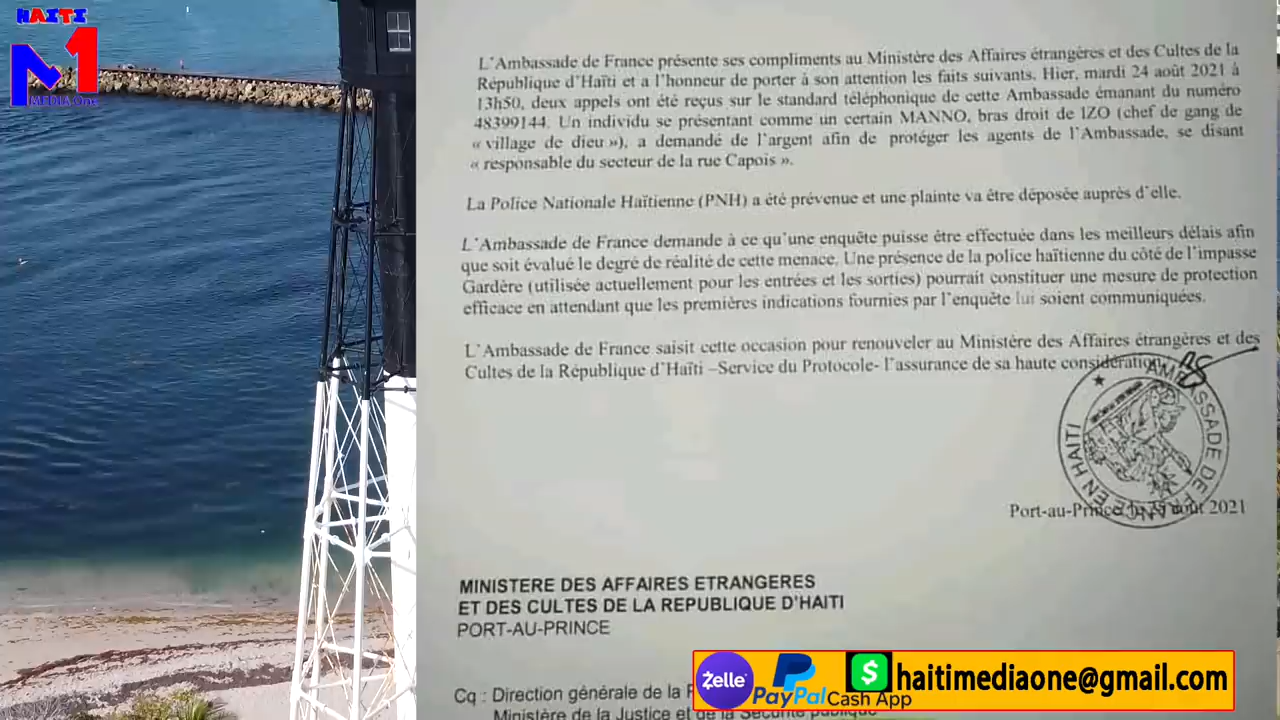 HAITI
M1
MEDIA One
L'Ambassade de France présente ses compliments au Ministère des Affaires étrangères et des Cultes de la
République d'Haïti et a l'honneur de porter à son attention les faits suivants. Hier, mardi 24 août 2021 à
13h50, deux appels ont été reçus sur le standard téléphonique de cette Ambassade émanant du numéro
48399144. Un individu se présentant comme un certain MANNO, bras droit de IZO (chef de gang de
« village de dieu »), a demandé de l'argent afin de protéger les agents de l'Ambassade, se disant
« responsable du secteur de la rue Capois ».
La Police Nationale Haïtienne (PNH) a été prévenue et une plainte va être déposée auprès d'elle.
L'Ambassade de France demande à ce qu'une enquête puisse être effectuée dans les meilleurs délais afin
que soit évalué le degré de réalité de cette menace. Une présence de la police haïtienne du côté de l'impasse
Gardère (utilisée actuellement pour les entrées et les sorties) pourrait constituer une mesure de protection
efficace en attendant que les premières indications fournies par l'enquête lui soient communiquées.
L'Ambassade de France saisit cette occasion pour renouveler au Ministère des Affaires étrangères et des
Cultes de la République d'Haïti –Service du Protocole- l'assurance de sa haute considération
AMBASSADE DE FRANCE EN HAITI
Port-au-Prince, août 2021
MINISTERE DES AFFAIRES ETRANGERES
ET DES CULTES DE LA REPUBLIQUE D'HAITI
PORT-AU-PRINCE
Cq : Direction générale de la
Ministère de la Justice et de la Sécurité publique
Zelle
PayPal
$
Cash App
haitimediaone@gmail.com